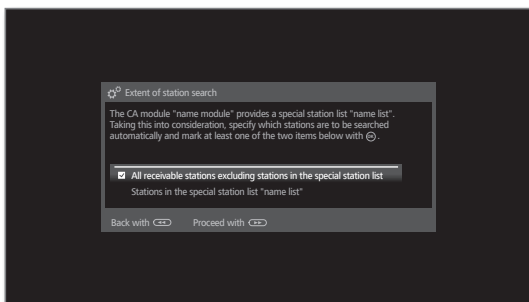 Extent of station search
The CA module "name module" provides a special station list "name list".
Taking this into consideration, specify which stations are to be searched
automatically and mark at least one of the two items below with OK.
All receivable stations excluding stations in the special station list
Stations in the special station list "name list"
Back with Proceed with